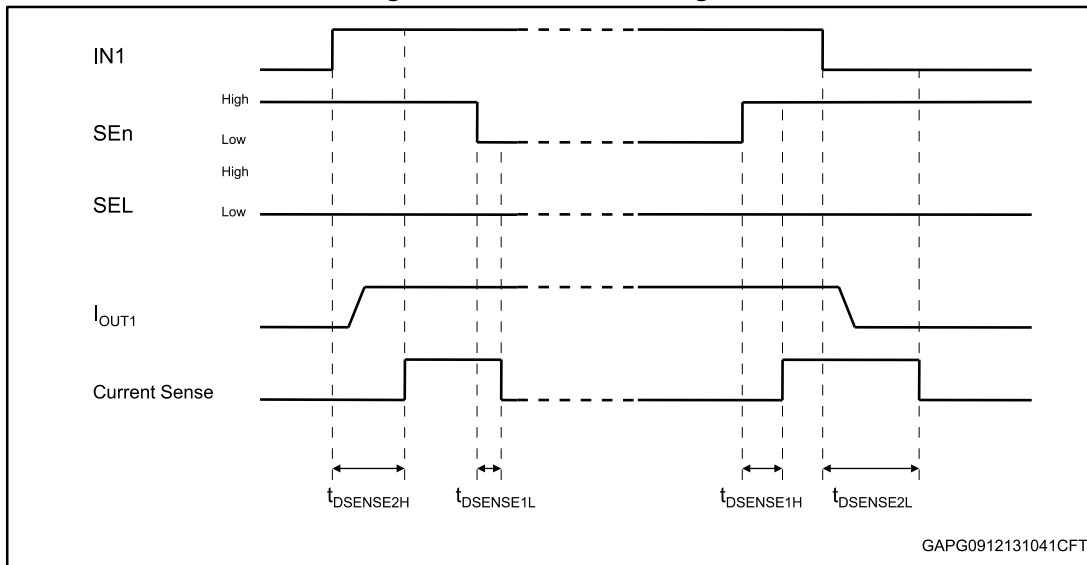 IN1
High
SEn
Low
High
SEL
Low
IOUT1
Current Sense
tDSENSE2H
tDSENSE1L
tDSENSE1H
tDSENSE2L
GAPG0912131041CFT